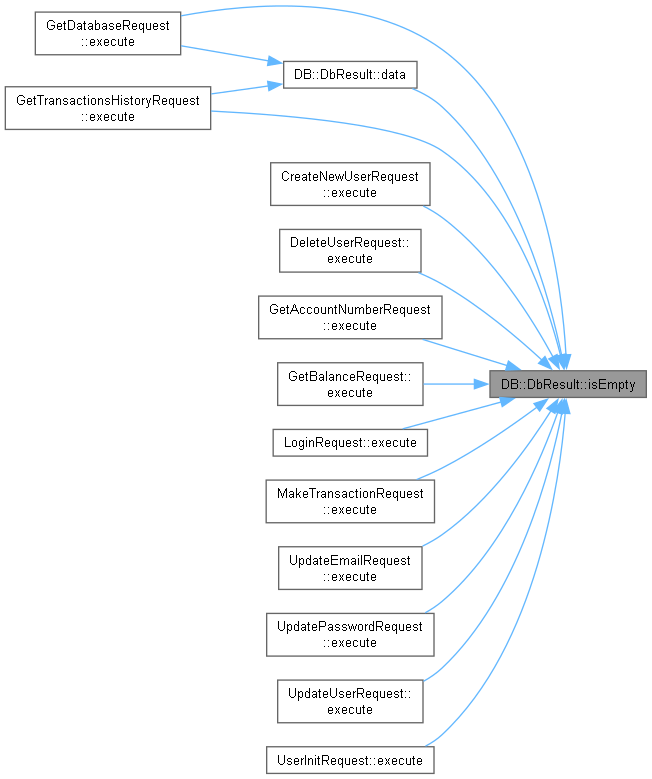 GetDatabaseRequest
::execute
DB::DbResult::data
GetTransactionsHistoryRequest
::execute
CreateNewUserRequest
::execute
DeleteUserRequest::
execute
GetAccountNumberRequest
::execute
GetBalanceRequest::
execute
DB::DbResult::isEmpty
LoginRequest::execute
MakeTransactionRequest
::execute
UpdateEmailRequest
::execute
UpdatePasswordRequest
::execute
UpdateUserRequest::
execute
UserInitRequest::execute